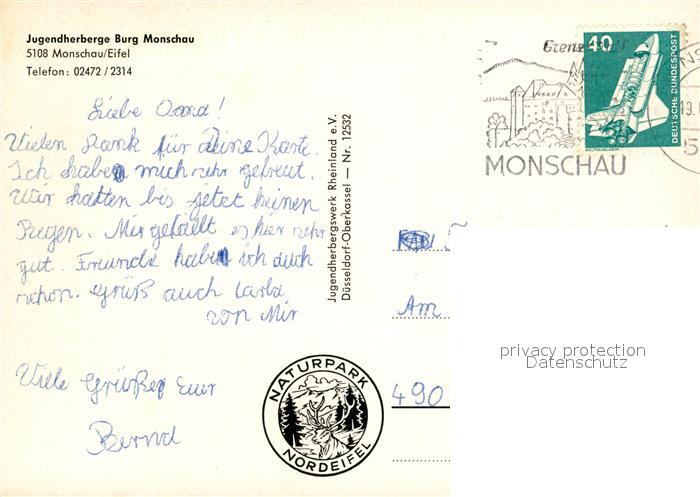 Jugendherberge Burg Monschau
5108 Monschau/Eifel
Telefon: 02472 / 2314
Liebe Oma!
Vielen Dank für deine Karte.
Ich habe mich sehr gefreut.
Wir hatten bis jetzt keinen
Regen. Mir gefällt es hier sehr
gut. Freunde habe ich auch
schon. Grüß auch Carla
von Mir
Viele Grüße Euer
Bernd
Jugendherbergswerk Rheinland e.V.
Düsseldorf-Oberkassel — Nr. 12532
NATURPARK
NORDEIFEL
MONSCHAU
40
DEUTSCHE BUNDESPOST
WELTRAUMLABOR
Am
490
privacy protection
Datenschutz